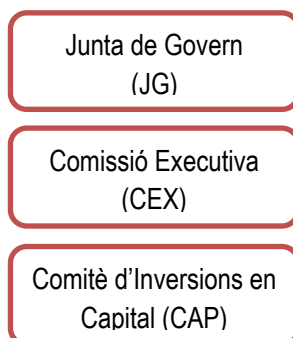 Junta de Govern
(JG)
Comissió Executiva
(CEX)
Comitè d'Inversions en
Capital (CAP)